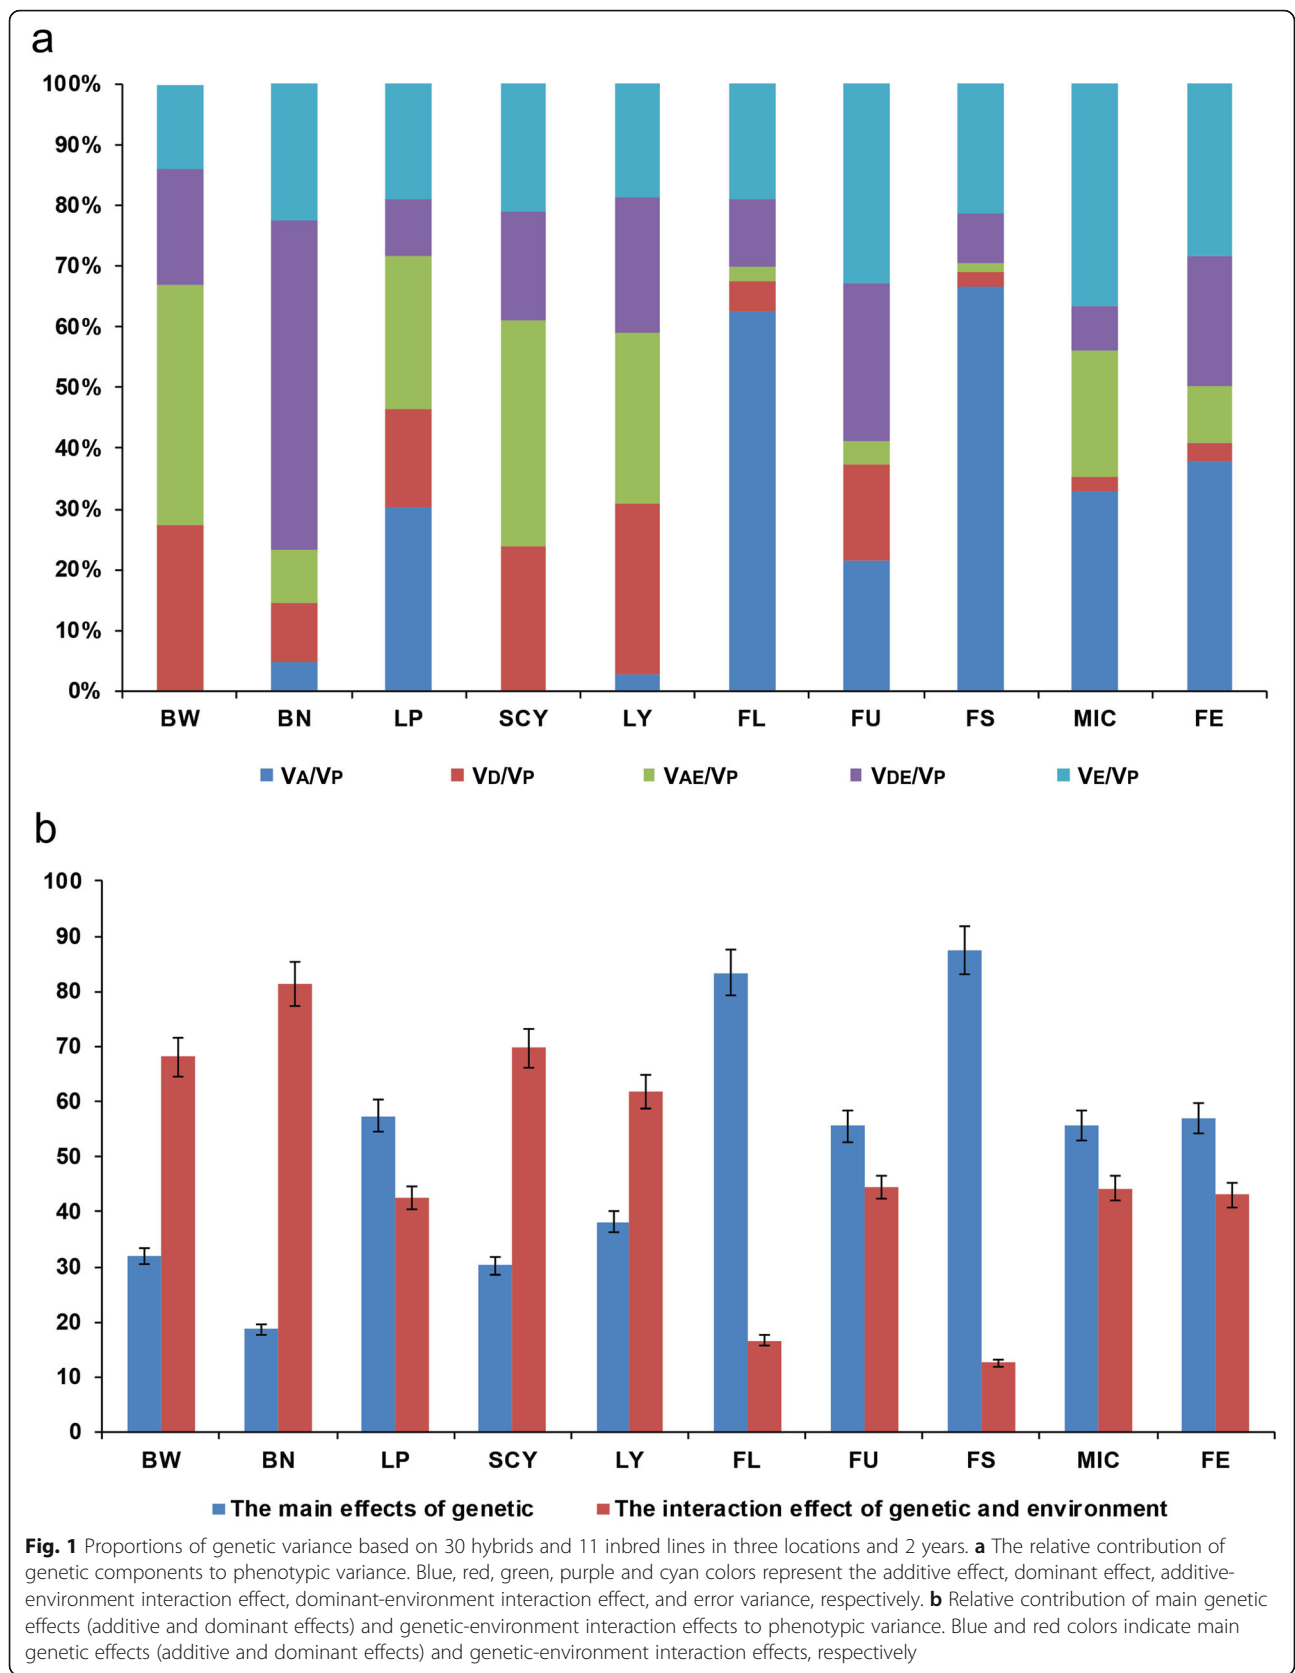 a
100%
90%
80%
70%
60%
50%
40%
30%
20%
10%
0%
BW BN LP SCY LY FL FU FS MIC FE
VA/VP VD/VP VAE/VP VDE/VP VE/VP
b
100
90
80
70
60
50
40
30
20
10
0
BW BN LP SCY LY FL FU FS MIC FE
The main effects of genetic The interaction effect of genetic and environment
Fig. 1 Proportions of genetic variance based on 30 hybrids and 11 inbred lines in three locations and 2 years. a The relative contribution of
genetic components to phenotypic variance. Blue, red, green, purple and cyan colors represent the additive effect, dominant effect, additive-
environment interaction effect, dominant-environment interaction effect, and error variance, respectively. b Relative contribution of main genetic
effects (additive and dominant effects) and genetic-environment interaction effects to phenotypic variance. Blue and red colors indicate main
genetic effects (additive and dominant effects) and genetic-environment interaction effects, respectively